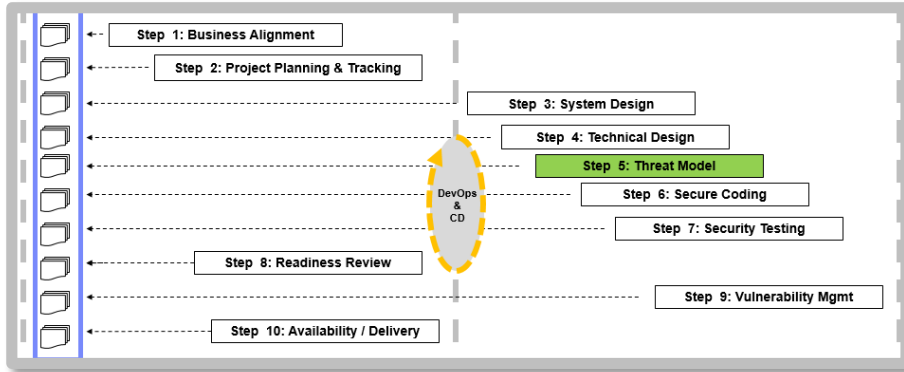 Step 1: Business Alignment
Step 2: Project Planning & Tracking
Step 3: System Design
Step 4: Technical Design
Step 5: Threat Model
Step 6: Secure Coding
DevOps
&
CD
Step 7: Security Testing
Step 8: Readiness Review
Step 9: Vulnerability Mgmt
Step 10: Availability / Delivery